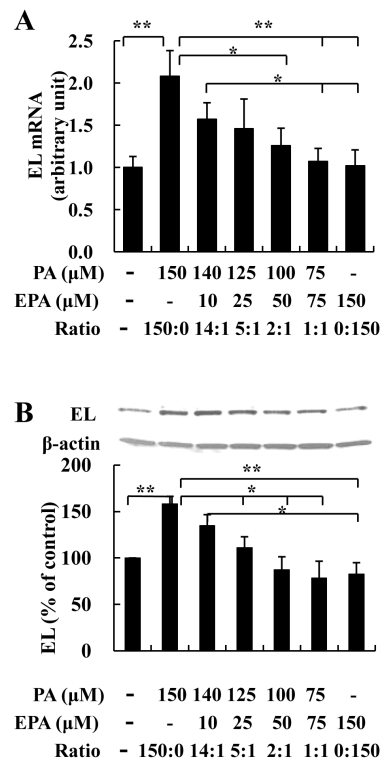 A
** **
*
*
EL mRNA
(arbitrary unit)
2.5
2.0
1.5
1.0
0.5
0.0
PA (μM) - 150 140 125 100 75 -
EPA (μM) - - 10 25 50 75 150
Ratio - 150:0 14:1 5:1 2:1 1:1 0:150
B
EL
β-actin
**
** *
*
EL (% of control)
200
150
100
50
0
PA (μM) - 150 140 125 100 75 -
EPA (μM) - - 10 25 50 75 150
Ratio - 150:0 14:1 5:1 2:1 1:1 0:150